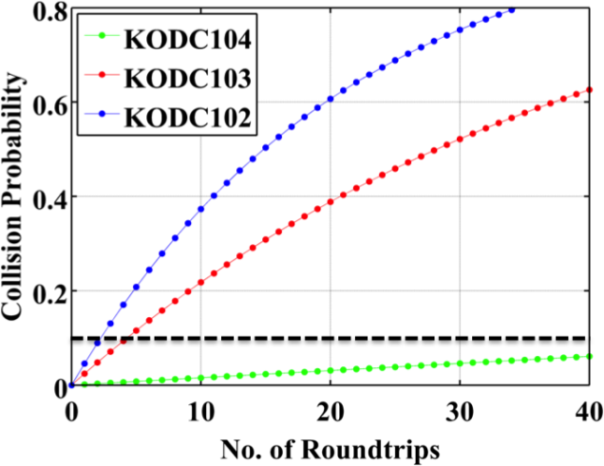 0.8
KODC104
KODC103
KODC102
0.6
0.4
0.2
0
0 10 20 30 40
Collision Probability
No. of Roundtrips